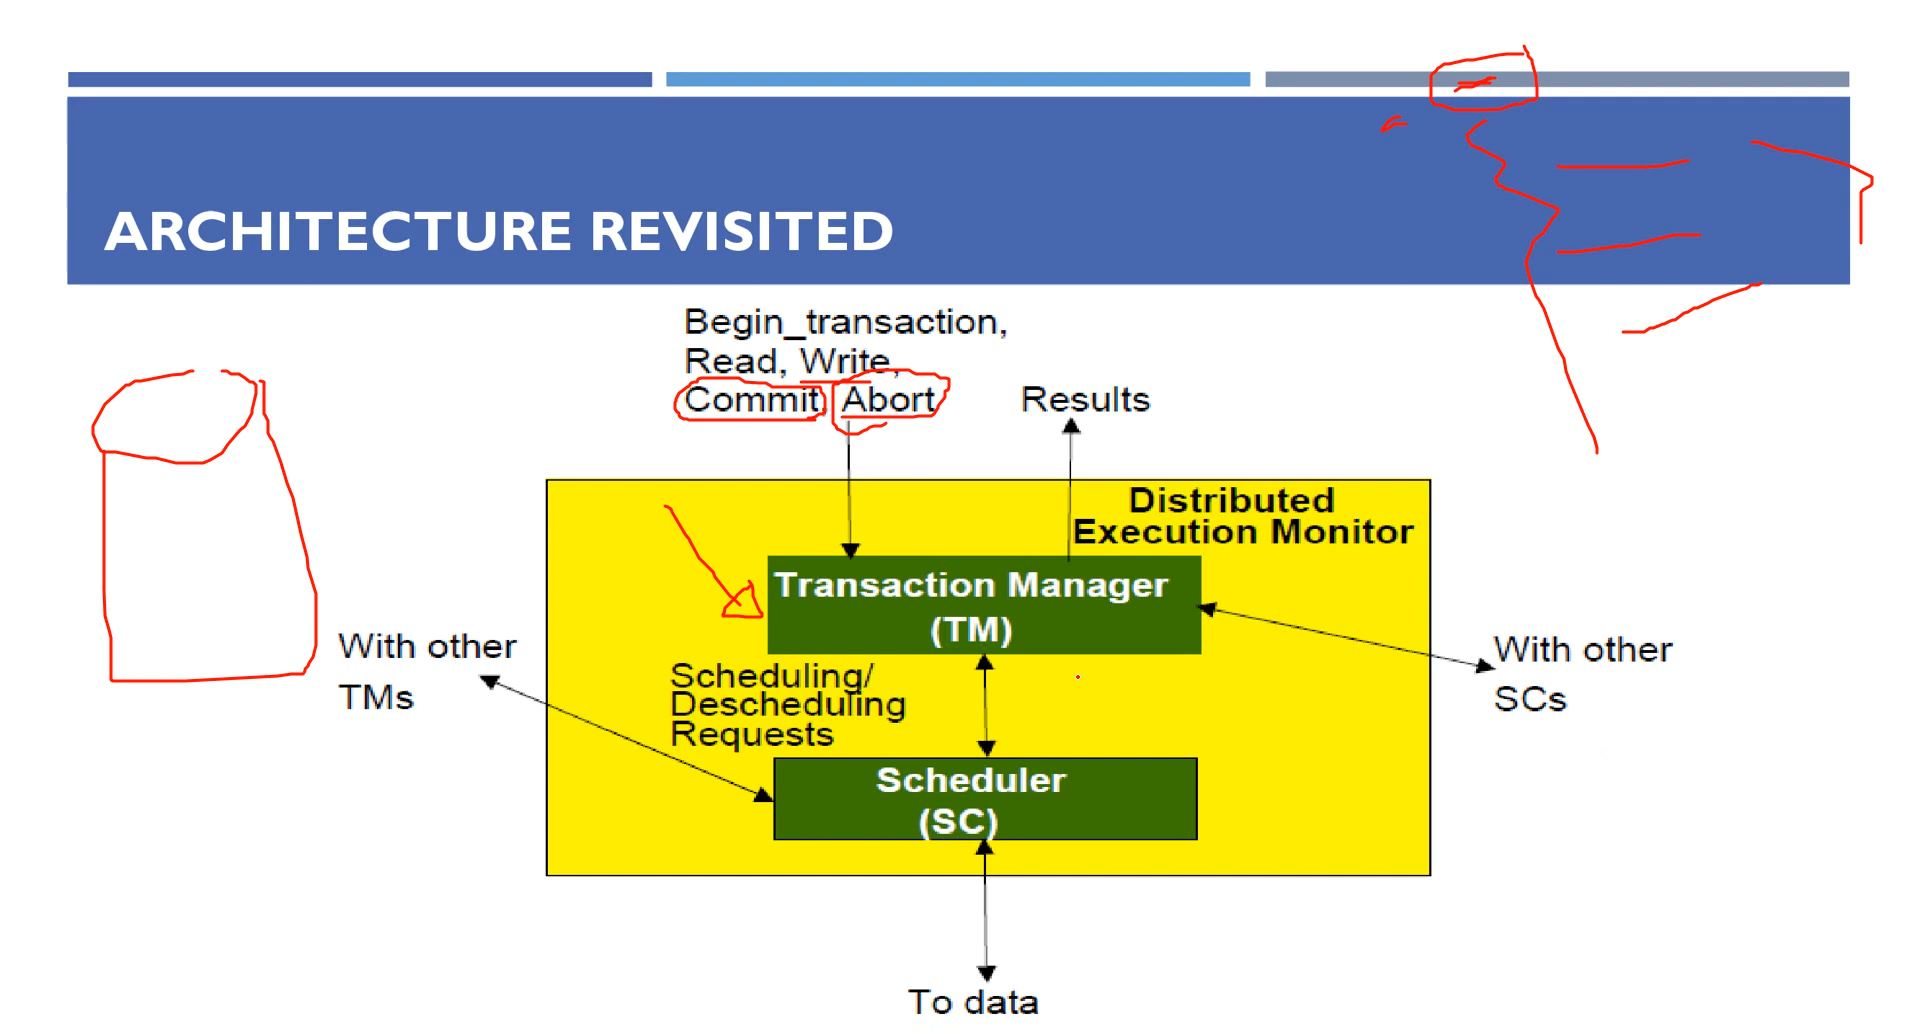 ARCHITECTURE REVISITED
Begin_transaction,
Read, Write,
Commit, Abort
Results
Distributed
Execution Monitor
Transaction Manager
(TM)
With other
TMs
With other
SCs
Scheduling/
Descheduling
Requests
Scheduler
(SC)
To data